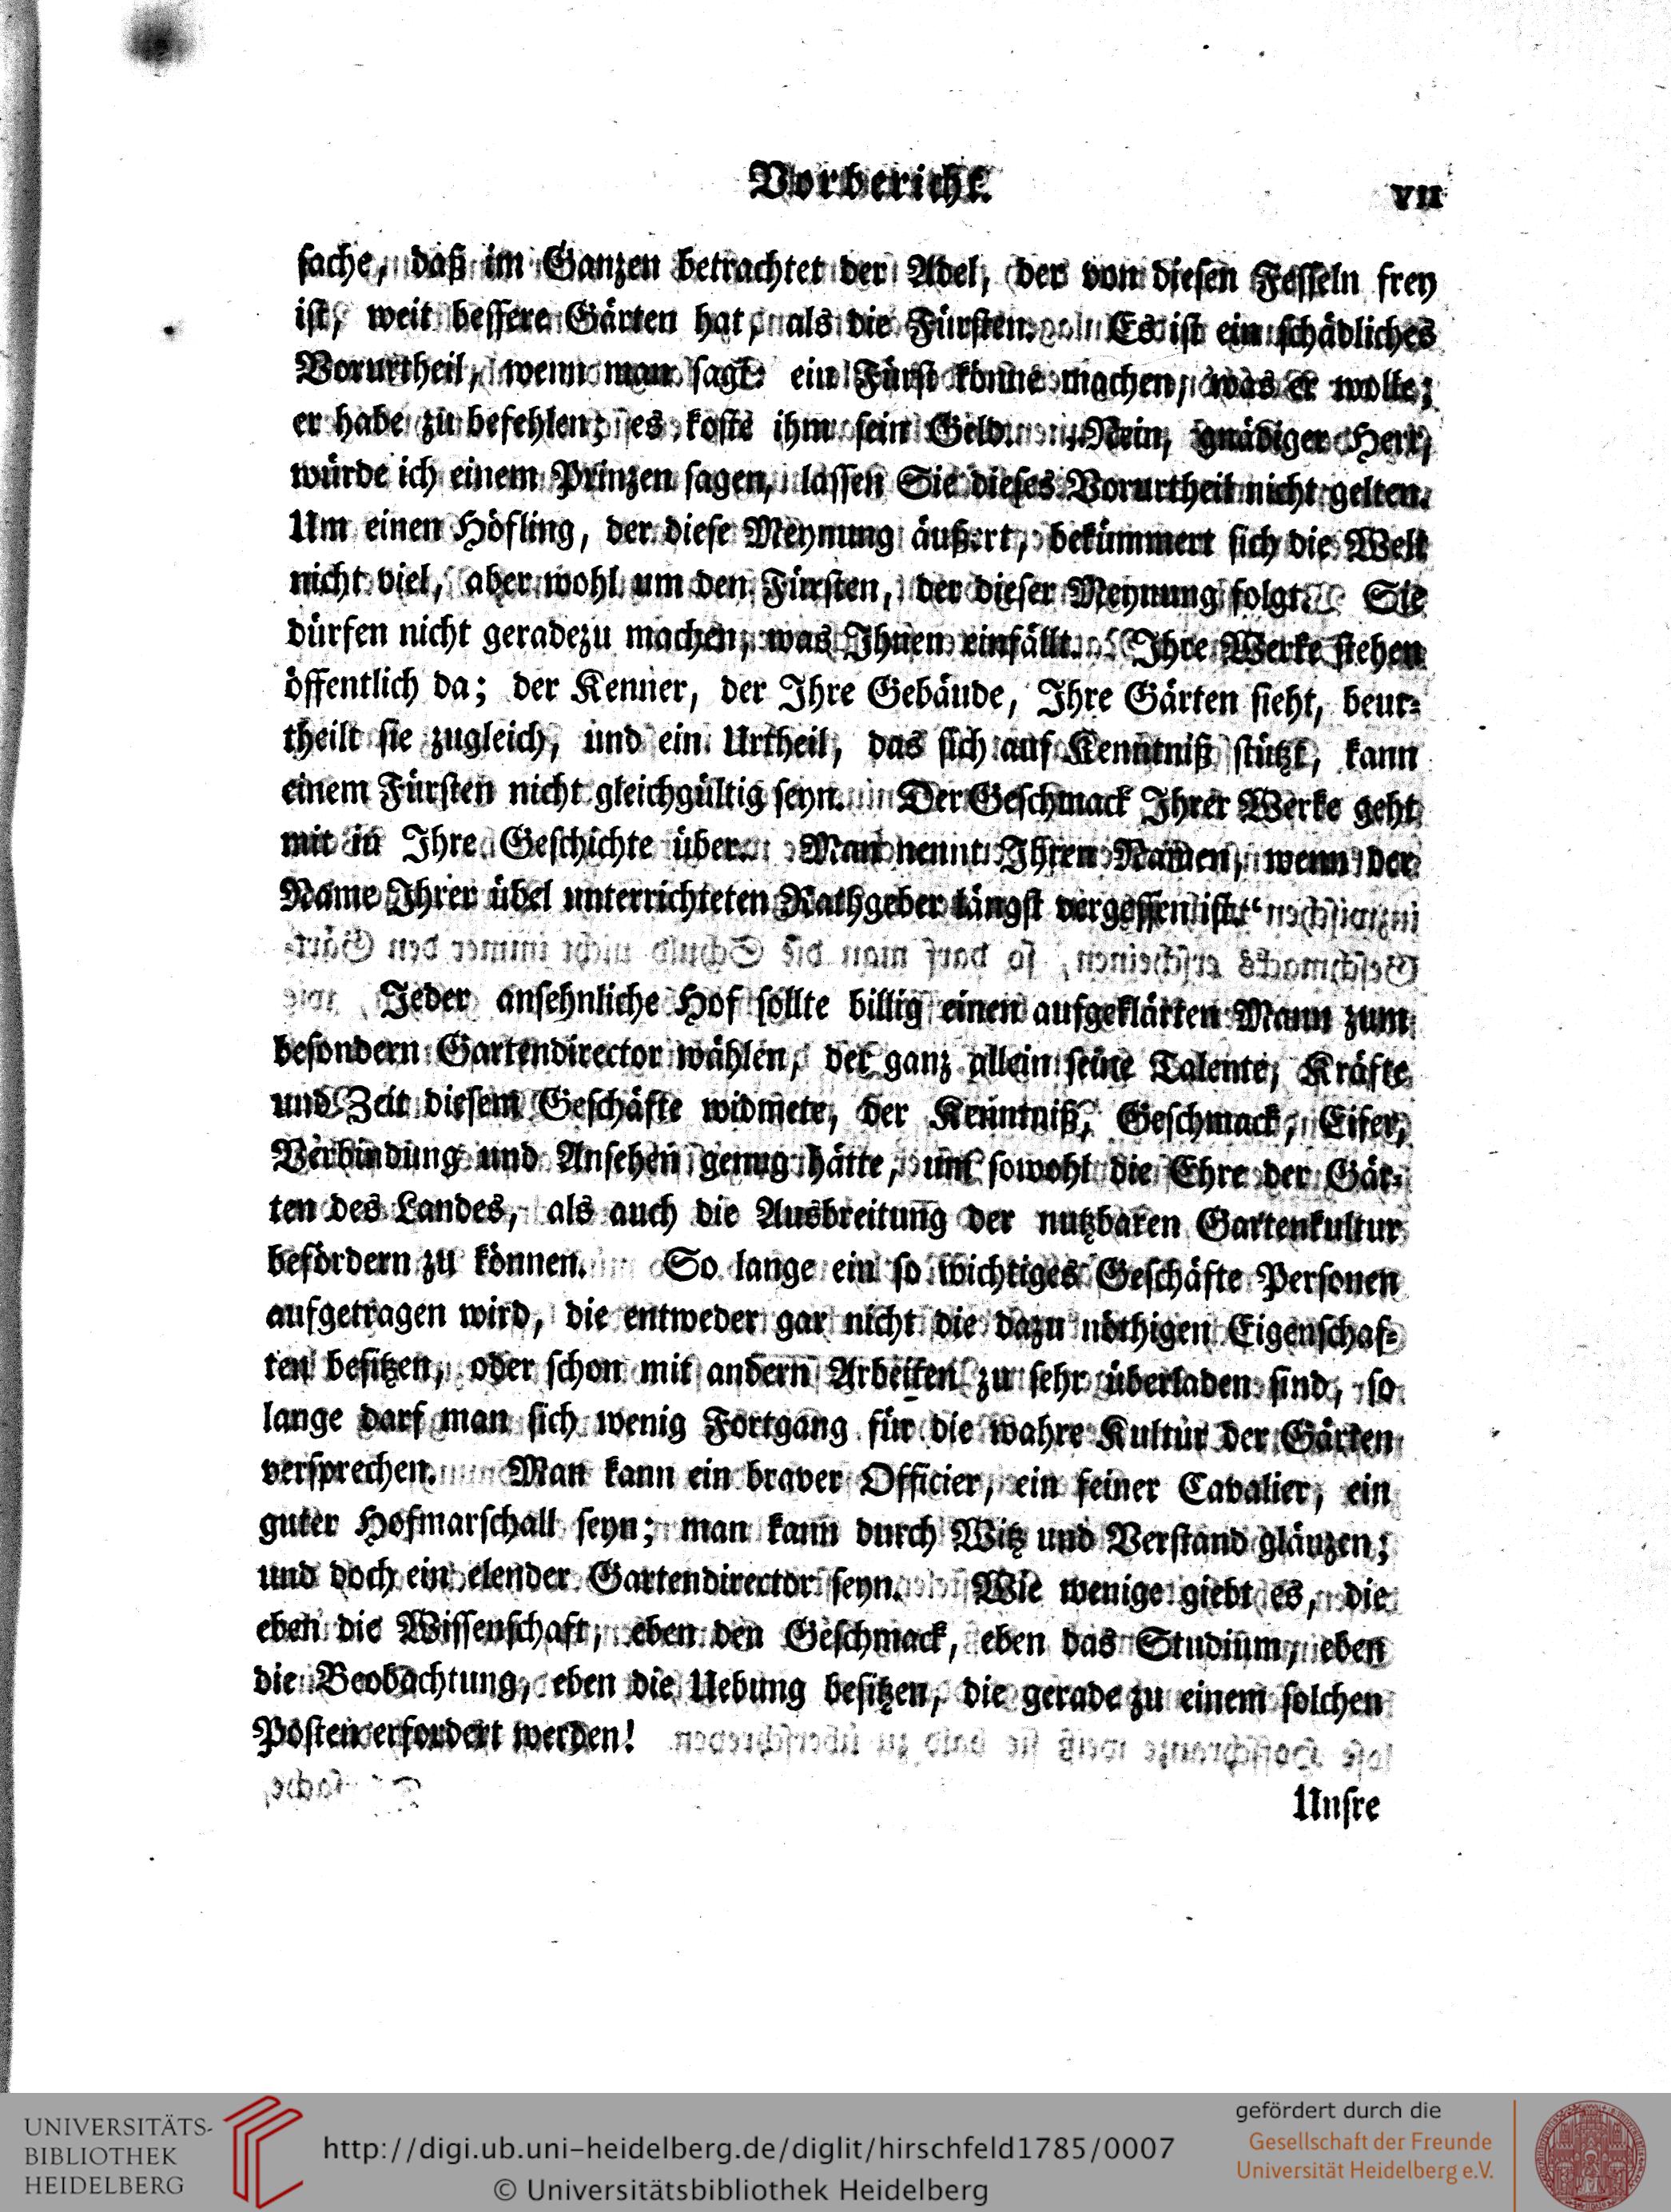 Vorbericht. VII
sache, daß im Ganzen betrachtet der Adel, der von diesen Fesseln frey
ist, weit bessere Gärten hat, als die Fürsten. Es ist ein schädliches
Vorurtheil, wenn man sagt: ein Fürst könne machen, was er wolle;
er habe zu befehlen; es koste ihm sein Geld. „Nein, gnädiger Herr,
würde ich einem Prinzen sagen, lassen Sie dieses Vorurtheil nicht gelten.
Um einen Höfling, der diese Meynung äußert, bekümmert sich die Welt
nicht viel, aber wohl um den Fürsten, der dieser Meynung folgt. Sie
dürfen nicht geradezu machen, was Ihnen einfällt. Ihre Werke stehen
öffentlich da; der Kenner, der Ihre Gebäude, Ihre Gärten sieht, beur-
theilt sie zugleich, und ein Urtheil, das sich auf Kenntniß stützt, kann
einem Fürsten nicht gleichgültig seyn. Der Geschmack Ihrer Werke geht
mit in Ihre Geschichte über. Man nennt Ihren Namen, wenn der
Name Ihrer übel unterrichteten Rathgeber längst vergessen ist.“
Jeder ansehnliche Hof sollte billig einen aufgeklärten Mann zum
besondern Gartendirector wählen, der ganz allein seine Talente, Kräfte
und Zeit diesem Geschäfte widmete, der Kenntniß, Geschmack, Eifer,
Verbindung und Ansehen genug hätte, um sowohl die Ehre der Gär-
ten des Landes, als auch die Ausbreitung der nutzbaren Gartenkultur
befördern zu können. So lange ein so wichtiges Geschäfte Personen
aufgetragen wird, die entweder gar nicht die dazu nöthigen Eigenschaf-
ten besitzen, oder schon mit andern Arbeiten zu sehr überladen sind, so
lange darf man sich wenig Fortgang für die wahre Kultur der Gärten
versprechen. Man kann ein braver Officier, ein feiner Cavalier, ein
guter Hofmarschall seyn; man kann durch Witz und Verstand glänzen;
und doch ein elender Gartendirector seyn. Wie wenige giebt es, die
eben die Wissenschaft, eben den Geschmack, eben das Studium, eben
die Beobachtung, eben die Uebung besitzen, die gerade zu einem solchen
Posten erfordert werden!
Unsre
UNIVERSITÄTS-
BIBLIOTHEK
HEIDELBERG
http://digi.ub.uni-heidelberg.de/diglit/hirschfeld1785/0007
© Universitätsbibliothek Heidelberg
gefördert durch die
Gesellschaft der Freunde
Universität Heidelberg e.V.